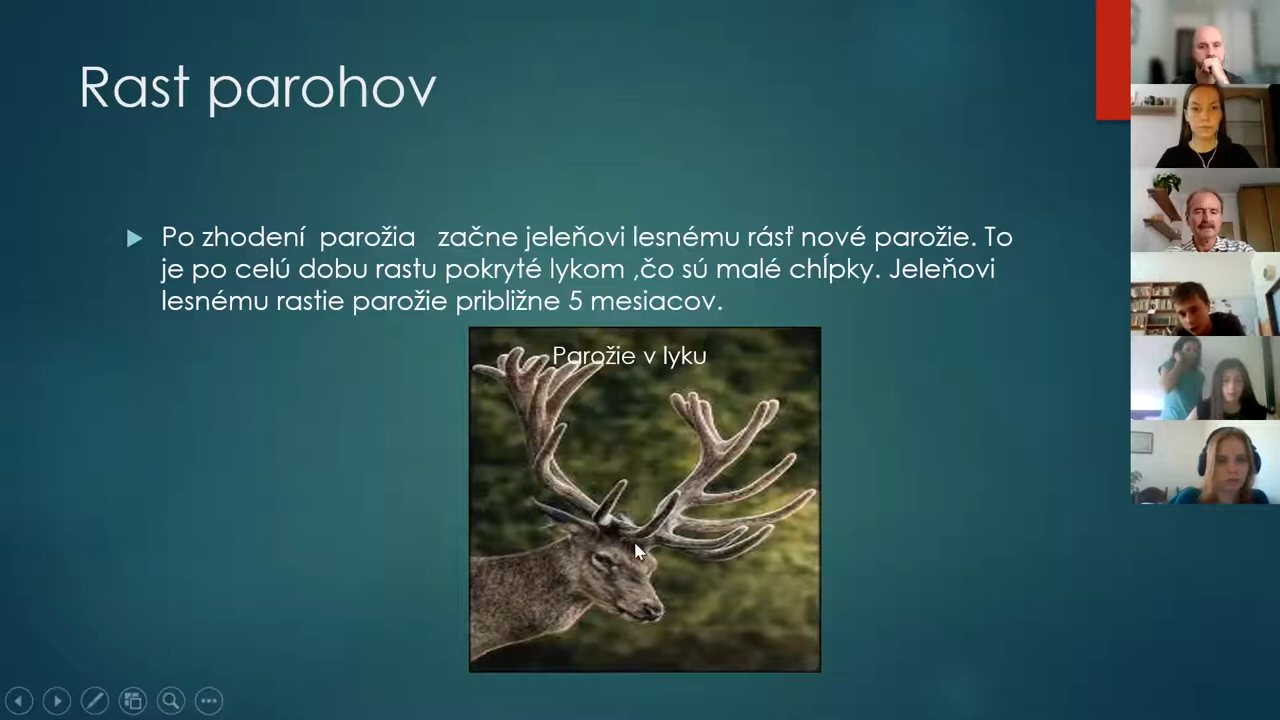 Rast parohov
Po zhodení  parožia   začne jeleňovi lesnému rásť nové parožie. To
je po celú dobu rastu pokryté lykom ,čo sú malé chĺpky. Jeleňovi
lesnému rastie parožie približne 5 mesiacov.
Parožie v lyku